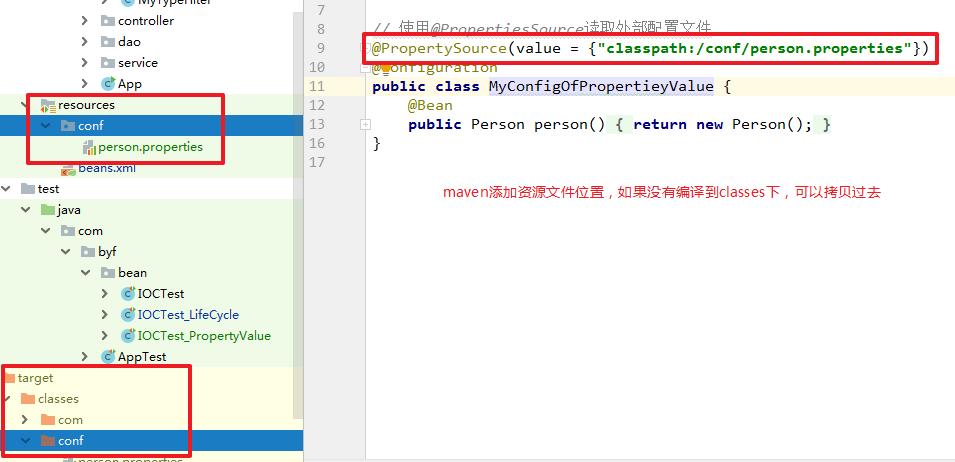 MyTypeFilter
controller
dao
service
App
resources
conf
person.properties
beans.xml
test
java
com
byf
bean
IOCTest
IOCTest_LifeCycle
IOCTest_PropertyValue
AppTest
target
classes
com
conf
person.properties
7
8 // 使用@PropertiesSource读取外部配置文件
9 @PropertySource(value = {"classpath:/conf/person.properties"})
10 @Configuration
11 public class MyConfigOfPropertieyValue {
12 @Bean
13 public Person person() { return new Person(); }
16 }
17
maven添加资源文件位置，如果没有编译到classes下，可以拷贝过去